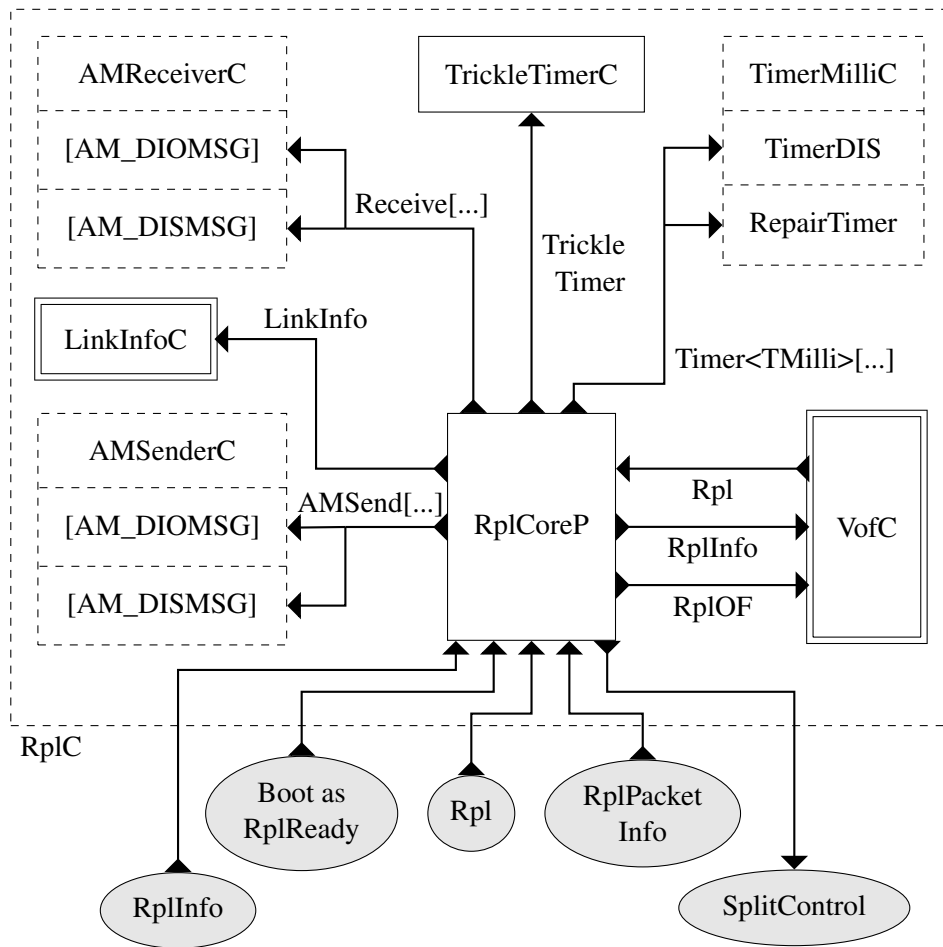 AMReceiverC
[AM_DIOMSG]
[AM_DISMSG]
TrickleTimerC
TimerMilliC
TimerDIS
RepairTimer
Receive[...]
Trickle
Timer
LinkInfoC
LinkInfo
Timer<TMilli>[...]
AMSenderC
[AM_DIOMSG]
[AM_DISMSG]
AMSend[...]
RplCoreP
Rpl
RplInfo
RplOF
VofC
RplC
Boot as
RplReady
Rpl
RplPacket
Info
RplInfo
SplitControl